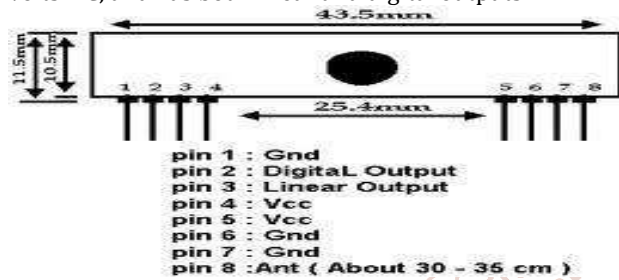 43.5mm
11.5mm
10.5mm
1 2 3 4
5 6 7 8
25.4mm
pin 1 : Gnd
pin 2 : DigitaL Output
pin 3 : Linear Output
pin 4 : Vcc
pin 5 : Vcc
pin 6 : Gnd
pin 7 : Gnd
pin 8 :Ant ( About 30 - 35 cm )